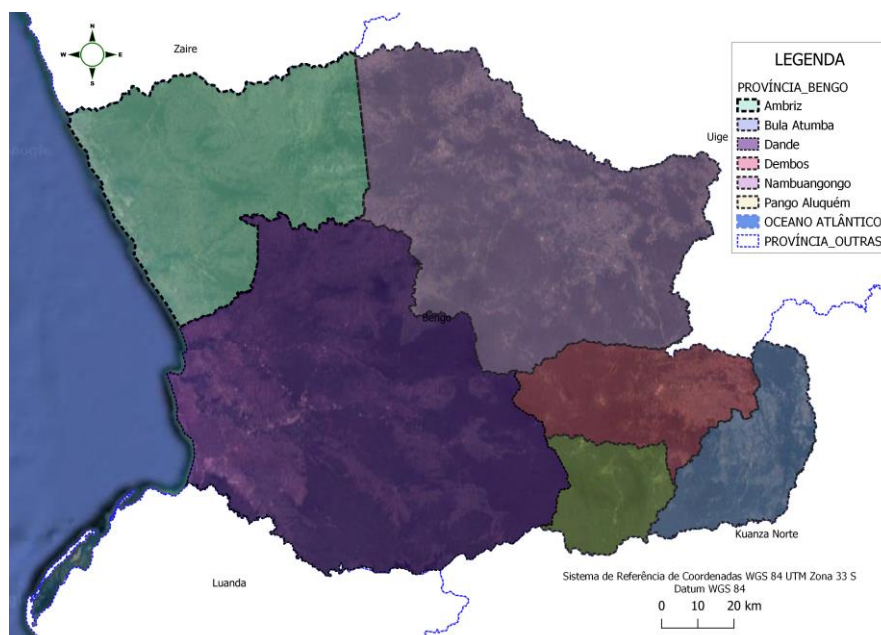 N
W E
S
Zaire
LEGENDA
PROVÍNCIA_BENGO
Ambriz
Bula Atumba
Dande
Dembos
Nambuangongo
Pango Aluquém
OCEANO ATLÂNTICO
PROVÍNCIA_OUTRAS
Uige
Bengo
Kuanza Norte
Luanda
Sistema de Referência de Coordenadas WGS 84 UTM Zona 33 S
Datum WGS 84
0 10 20 km